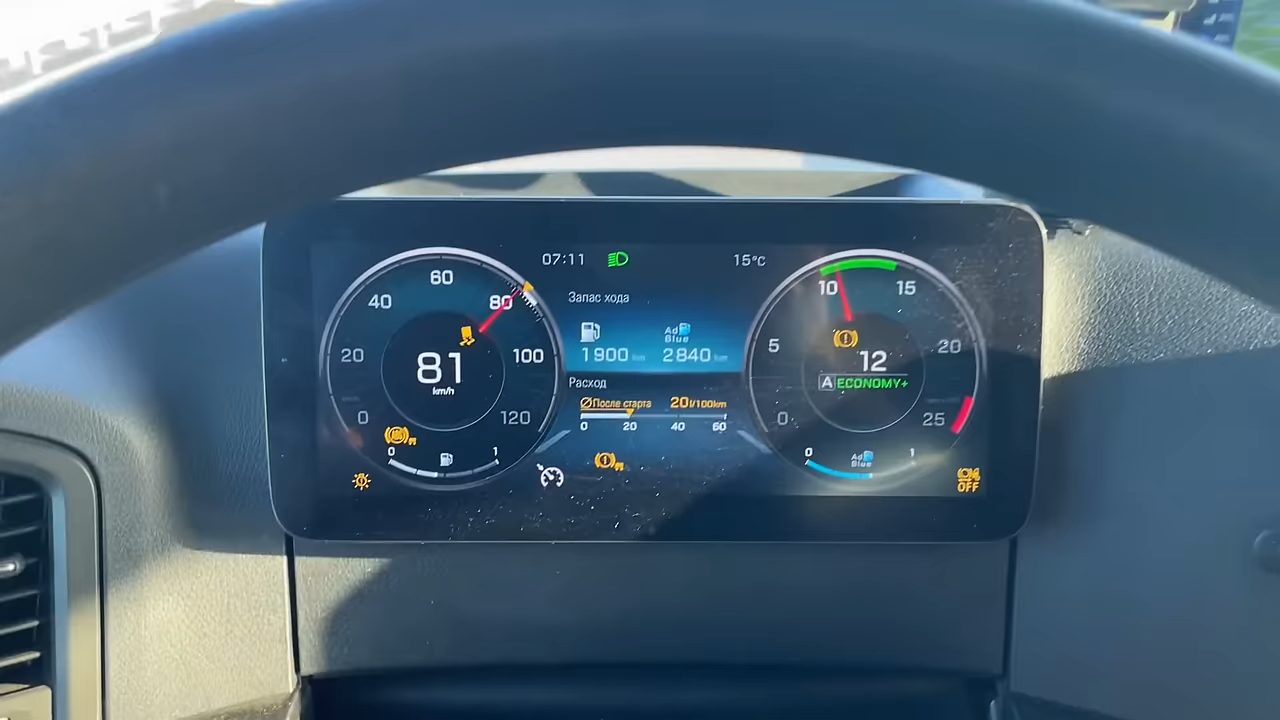 07:11
15°C
Запас хода
Ad Blue
1900 km
2840 km
Расход
Ø После старта 20 l/100km
0 20 40 60
0 20 40 60 80 100 120
81
km/h
0 1
0 5 10 15 20 25
12
A ECONOMY+
0 1
Ad Blue
OFF